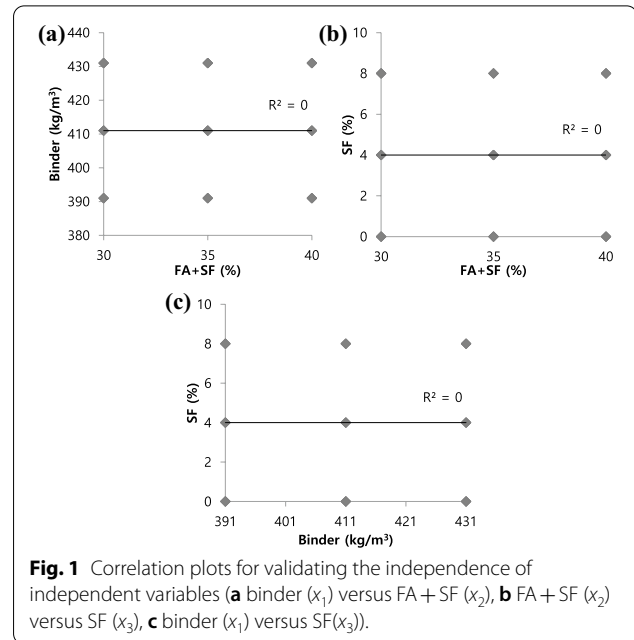 (a)
440
430
420
410
400
390
380
Binder (kg/m³)
R² = 0
30 35 40
FA+SF (%)
(b)
10
8
6
4
2
0
SF (%)
R² = 0
30 35 40
FA+SF (%)
(c)
10
8
6
4
2
0
SF (%)
R² = 0
391 401 411 421 431
Binder (kg/m³)
Fig. 1 Correlation plots for validating the independence of
independent variables (a binder (x₁) versus FA + SF (x₂), b FA + SF (x₂)
versus SF (x₃), c binder (x₁) versus SF(x₃)).